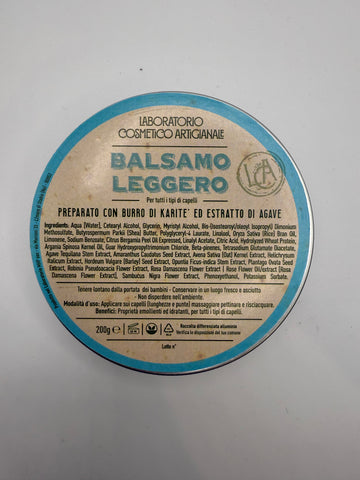 LABORATORIO
COSMETICO ARTIGIANALE
BALSAMO
LEGGERO
Per tutti i tipi di capelli
LCA
PREPARATO CON BURRO DI KARITE' ED ESTRATTO DI AGAVE
Ingredients: Aqua [Water], Cetearyl Alcohol, Glycerin, Myristyl Alcohol, Bis-(Isostearoyl/oleoyl Isopropyl) Dimonium
Methosulfate, Butyrospermum Parkii (Shea) Butter, Polyglyceryl-4 Laurate, Linalool, Oryza Sativa (Rice) Bran Oil,
Limonene, Sodium Benzoate, Citrus Bergamia Peel Oil Expressed, Linalyl Acetate, Citric Acid, Hydrolyzed Wheat Protein,
Argania Spinosa Kernel Oil, Guar Hydroxypropyltrimonium Chloride, Beta-pinene, Tetrasodium Glutamate Diacetate,
Agave Tequilana Stem Extract, Amaranthus Caudatus Seed Extract, Avena Sativa (Oat) Kernel Extract, Helichrysum
Italicum Extract, Hordeum Vulgare (Barley) Seed Extract, Opuntia Ficus-indica Stem Extract, Plantago Ovata Seed
Extract, Robinia Pseudoacacia Flower Extract, Rosa Damascena Flower Extract [ Rose Flower Oil/extract (Rosa
Damascena Flower Extract) ], Sambucus Nigra Flower Extract, Phenoxyethanol, Potassium Sorbate.
Tenere lontano dalla portata dei bambini - Conservare in un luogo fresco e asciutto
- Non disperdere nell'ambiente.
Modalità d'uso: Applicare sui capelli (lunghezze e punte) massaggiare pettinare e risciacquare.
Benefici: Proprietà emollienti ed idratanti, per tutti i tipi di capelli.
200g
Raccolta differenziata alluminio
Verifica le disposizioni del tuo comune
Lotto n°